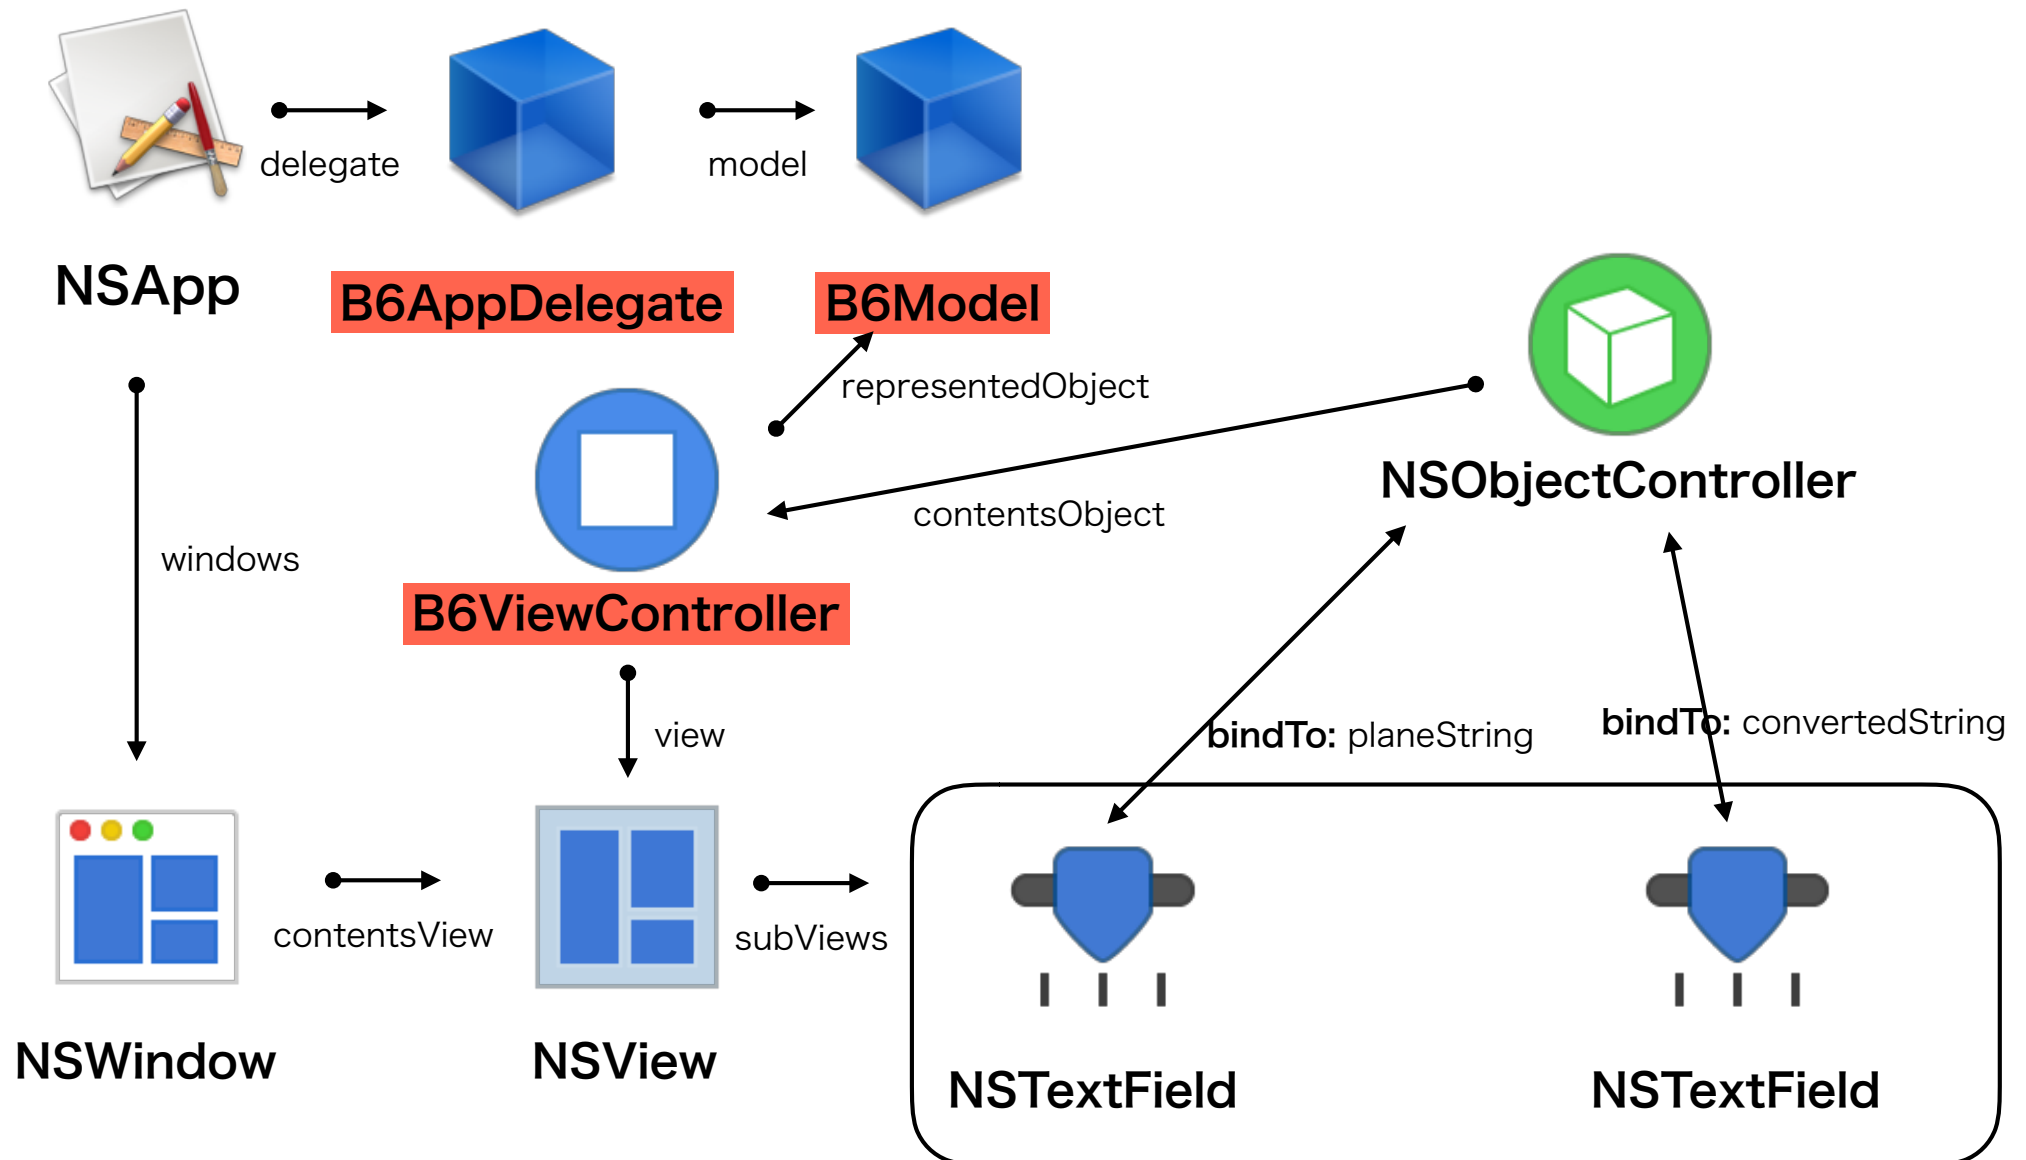 delegate
model
NSApp
B6AppDelegate
B6Model
representedObject
NSObjectController
contentsObject
windows
B6ViewController
view
bindTo: planeString
bindTo: convertedString
contentsView
subViews
NSWindow
NSView
NSTextField
NSTextField